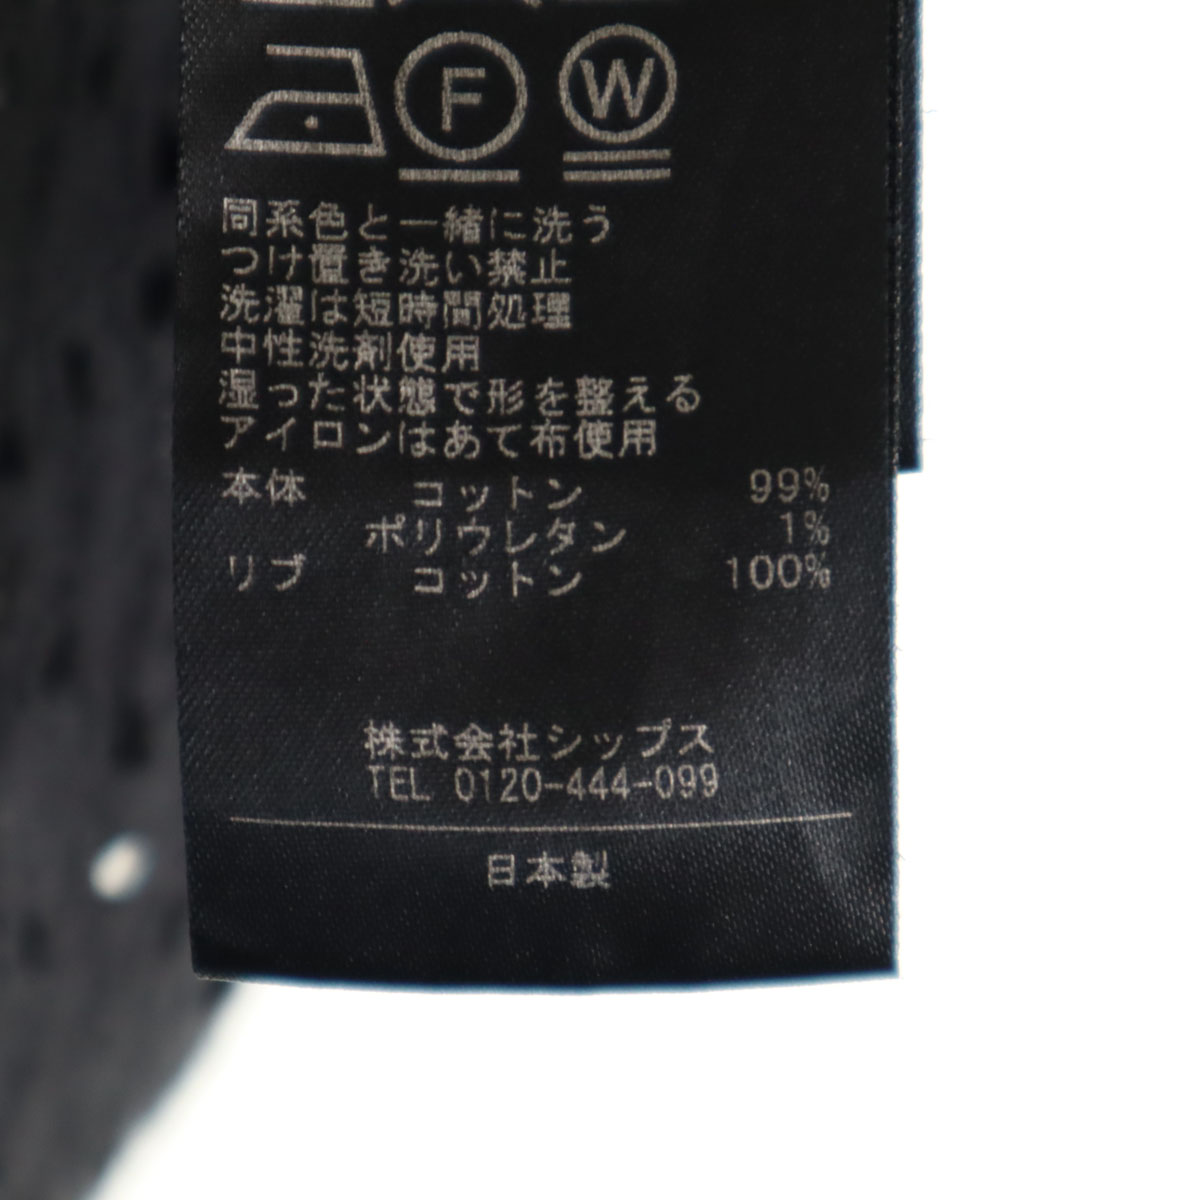 F W
同系色と一緒に洗う
つけ置き洗い禁止
洗濯は短時間処理
中性洗剤使用
湿った状態で形を整える
アイロンはあて布使用
本体 コットン 99%
ポリウレタン 1%
リブ コットン 100%
株式会社シップス
TEL 0120-444-099
日本製